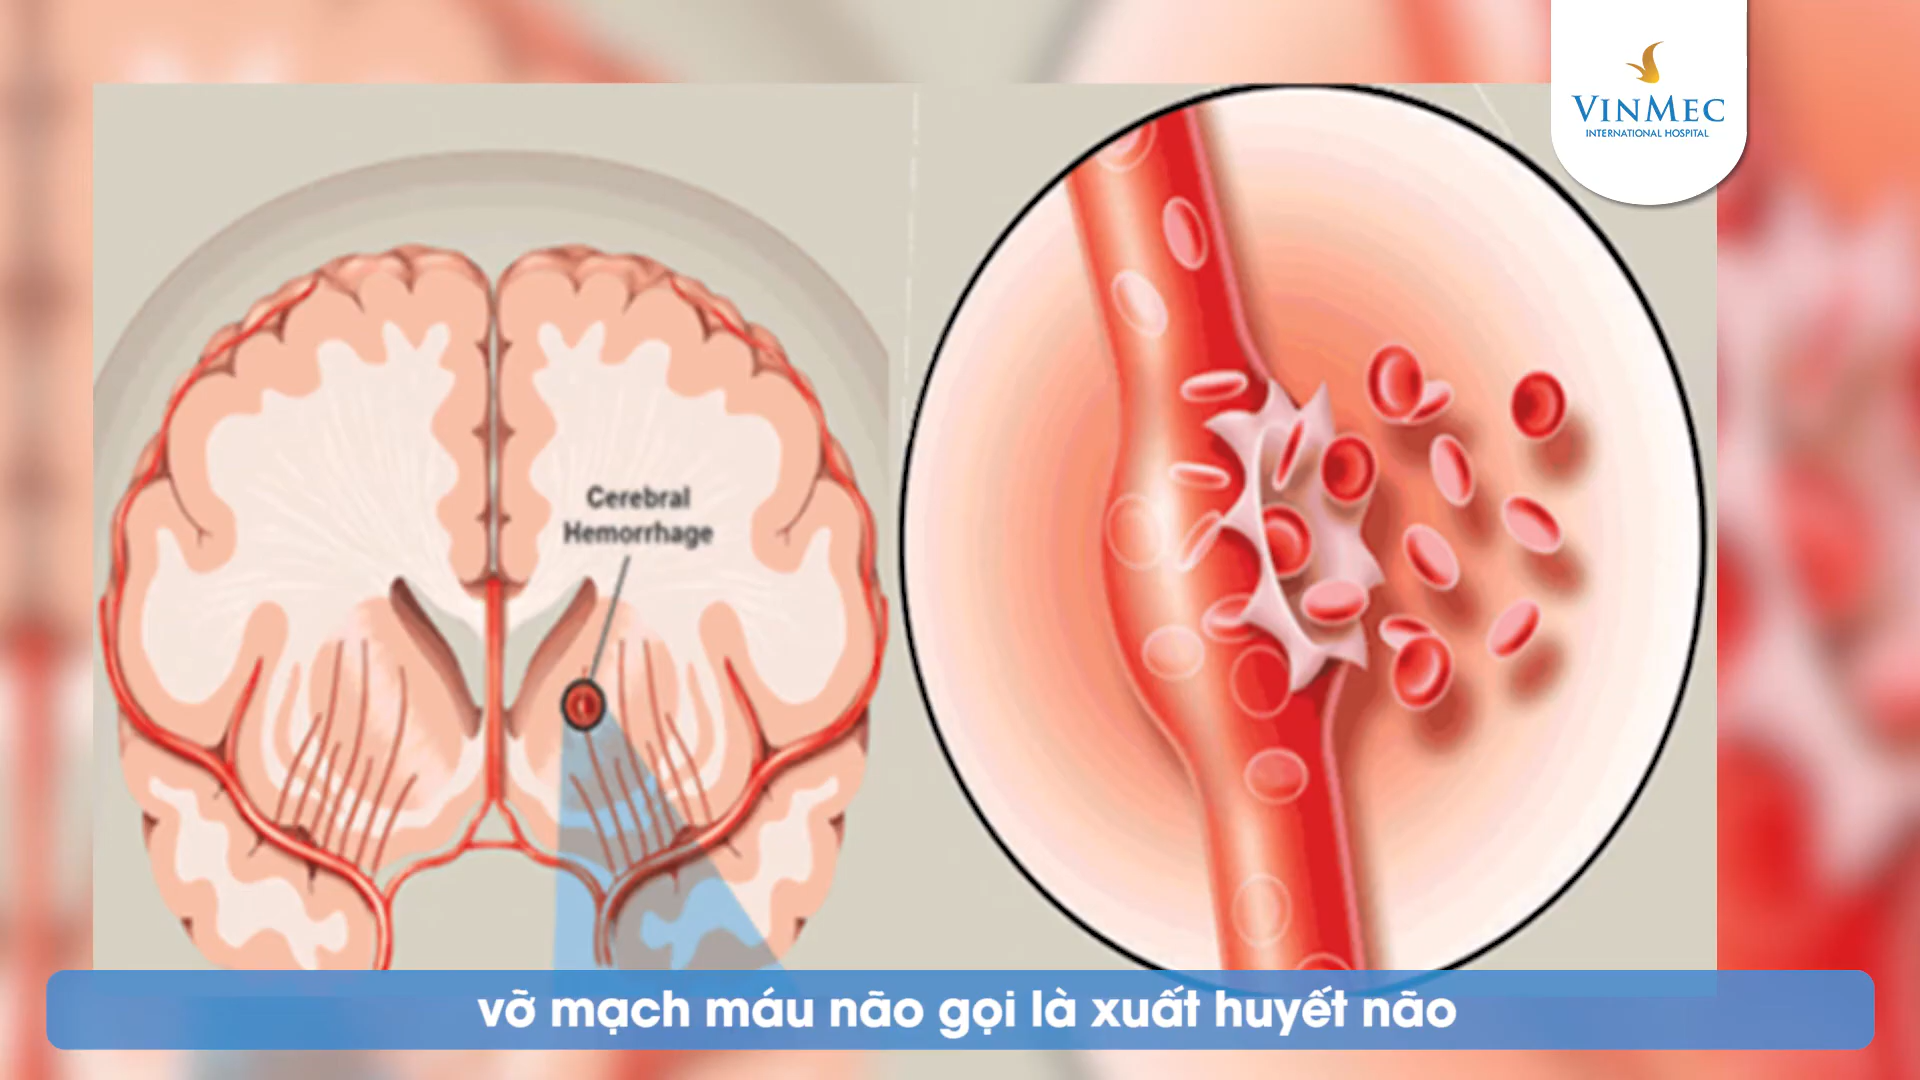 VINMEC
INTERNATIONAL HOSPITAL
Cerebral
Hemorrhage
vỡ mạch máu não gọi là xuất huyết não